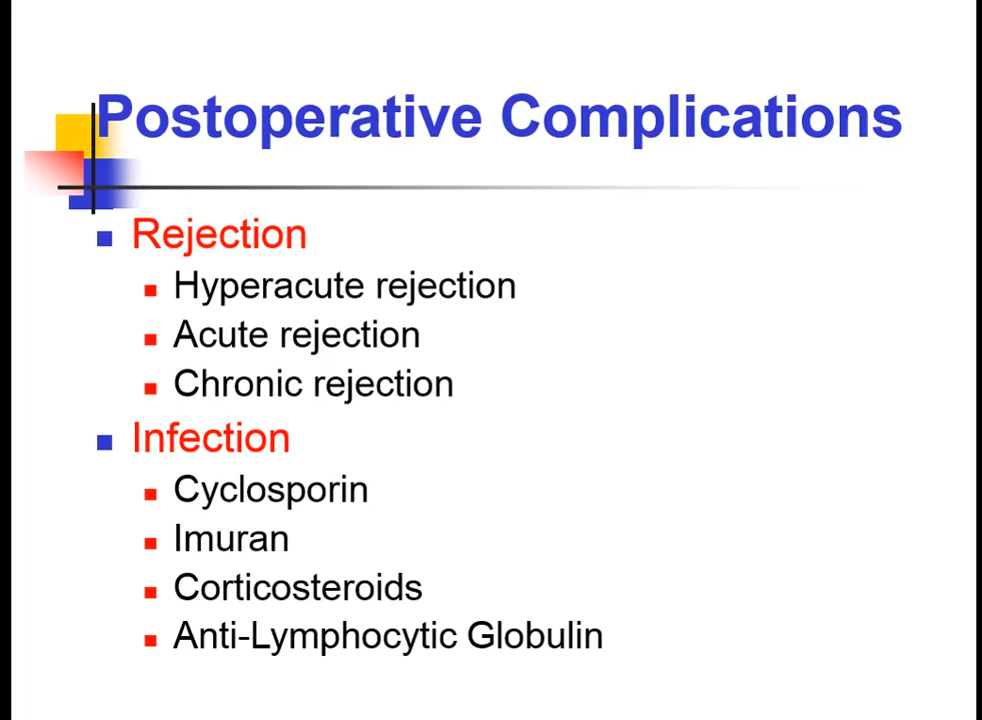 Postoperative Complications
Rejection
Hyperacute rejection
Acute rejection
Chronic rejection
Infection
Cyclosporin
Imuran
Corticosteroids
Anti-Lymphocytic Globulin